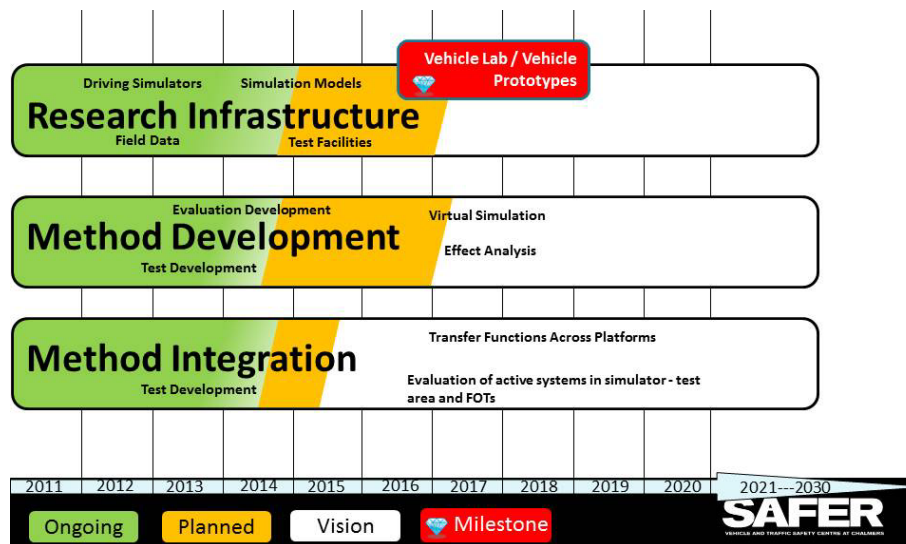 Vehicle Lab / Vehicle
Prototypes
Driving Simulators
Simulation Models
Research Infrastructure
Field Data
Test Facilities
Evaluation Development
Virtual Simulation
Method Development
Effect Analysis
Test Development
Transfer Functions Across Platforms
Method Integration
Test Development
Evaluation of active systems in simulator - test
area and FOTs
2011 2012 2013 2014 2015 2016 2017 2018 2019 2020 2021---2030
Ongoing
Planned
Vision
Milestone
SAFER
VEHICLE AND TRAFFIC SAFETY CENTRE AT CHALMERS